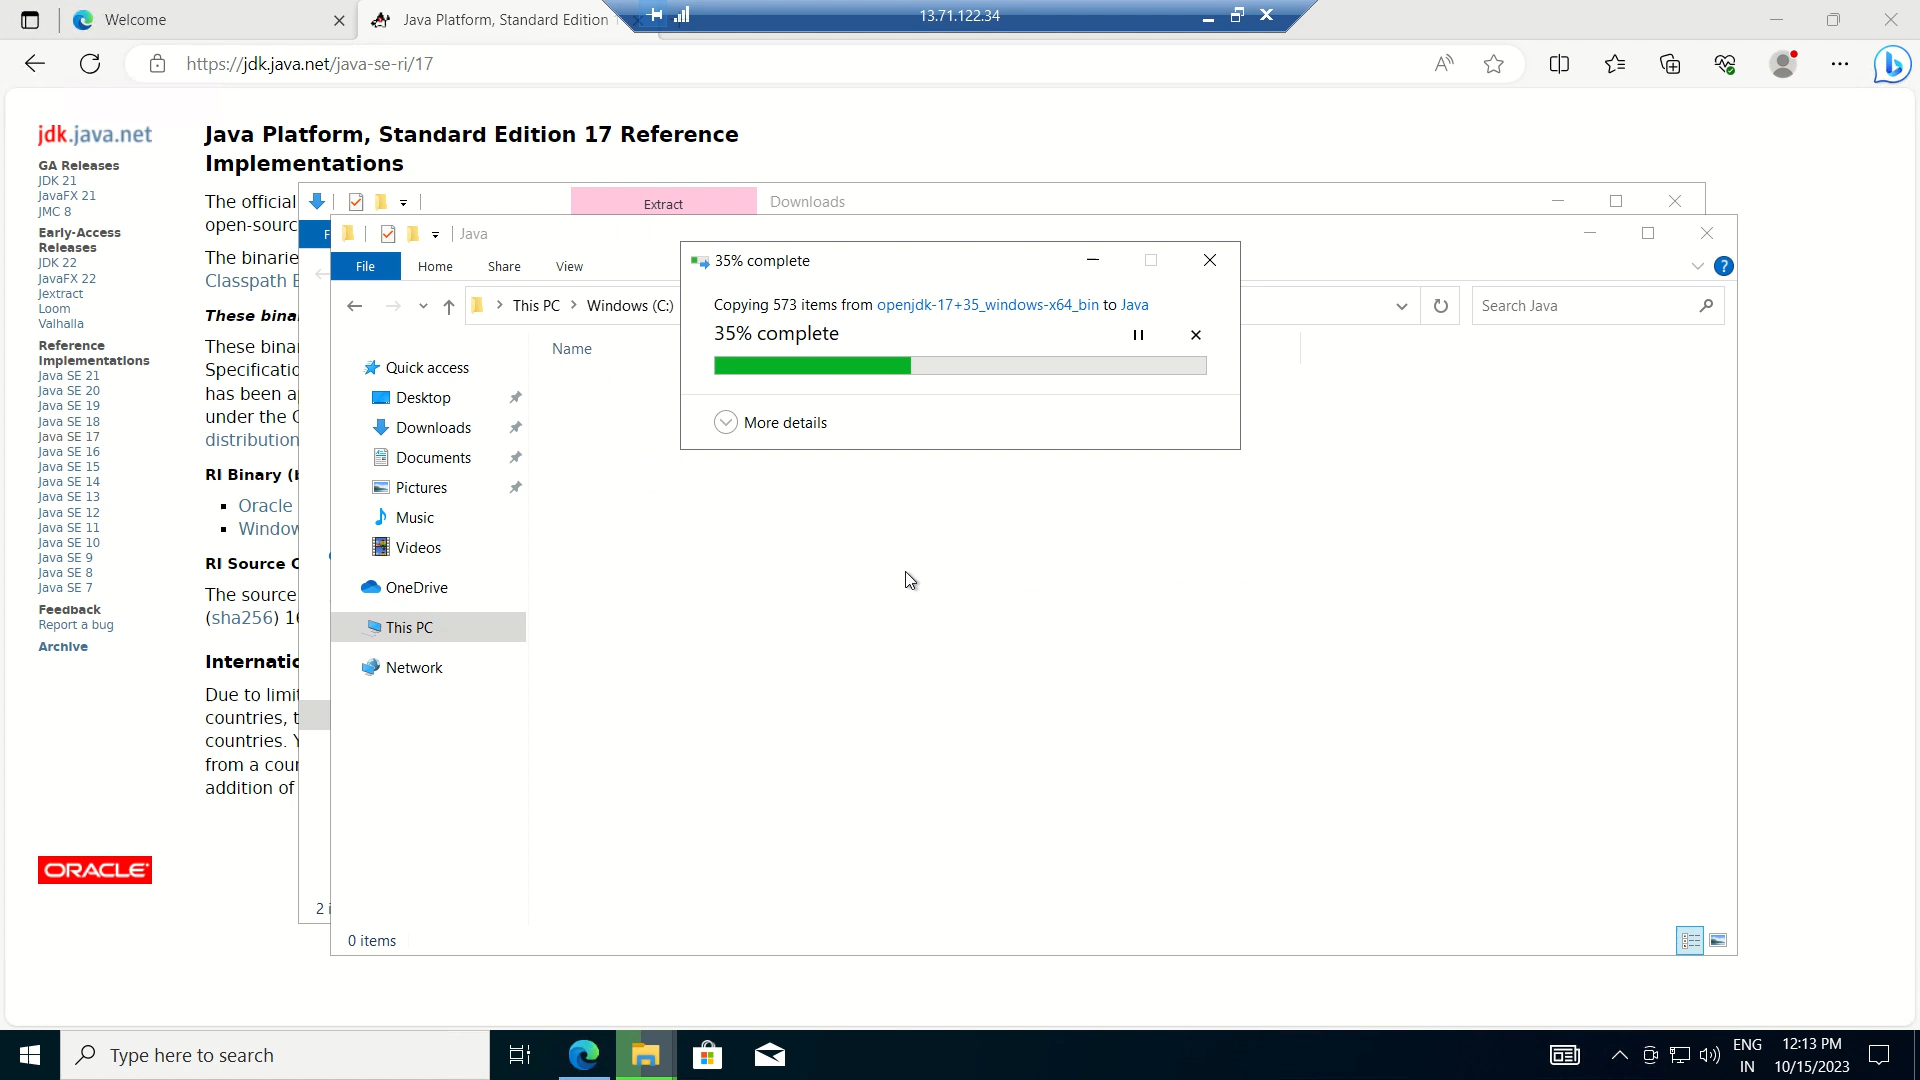 Welcome
Java Platform, Standard Edition
13.71.122.34
https://jdk.java.net/java-se-ri/17
jdk.java.net
GA Releases
JDK 21
JavaFX 21
JMC 8
Early-Access
Releases
JDK 22
JavaFX 22
Jextract
Loom
Valhalla
Reference
Implementations
Java SE 21
Java SE 20
Java SE 19
Java SE 18
Java SE 17
Java SE 16
Java SE 15
Java SE 14
Java SE 13
Java SE 12
Java SE 11
Java SE 10
Java SE 9
Java SE 8
Java SE 7
Feedback
Report a bug
Archive
ORACLE
Java Platform, Standard Edition 17 Reference
Implementations
The official
open-sourc
The binarie
Classpath E
These bina
These bina
Specificatio
has been a
under the
distribution
RI Binary (
Oracle
Window
RI Source
The source
(sha256) 16
Internatio
Due to limit
countries, t
countries. Y
from a cour
addition of
Extract
Downloads
2 i
Java
File
Home
Share
View
This PC
Windows (C:)
Search Java
Name
Quick access
Desktop
Downloads
Documents
Pictures
Music
Videos
OneDrive
This PC
Network
0 items
35% complete
Copying 573 items from openjdk-17+35_windows-x64_bin to Java
35% complete
More details
Type here to search
ENG
IN
12:13 PM
10/15/2023